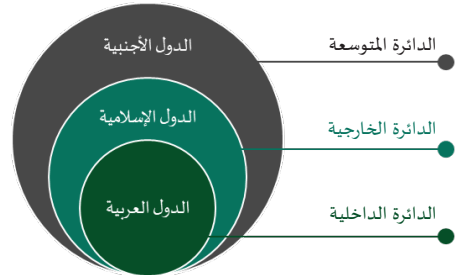 الدائرة المتوسعة
الدول الأجنبية
الدائرة الخارجية
الدول الإسلامية
الدائرة الداخلية
الدول العربية